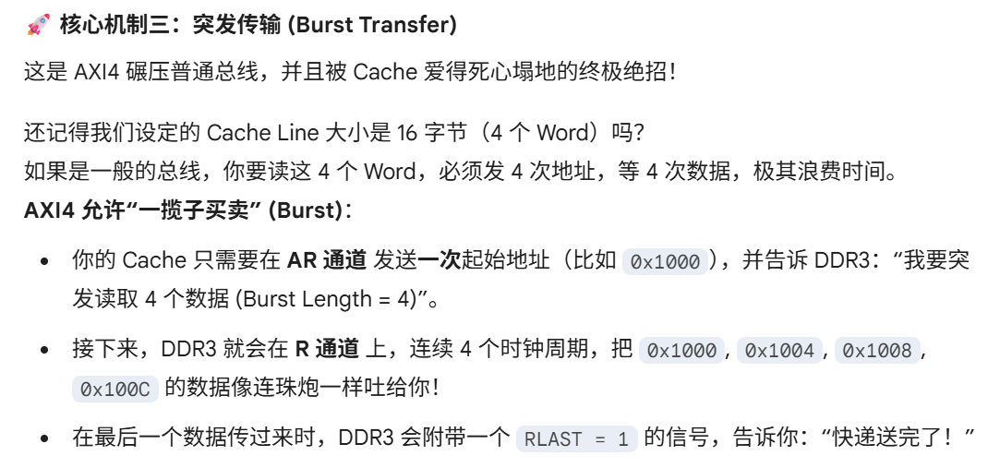 🚀 核心机制三：突发传输 (Burst Transfer)
这是 AXI4 碾压普通总线，并且被 Cache 爱得死心塌地的终极绝招！
还记得我们设定的 Cache Line 大小是 16 字节（4 个 Word）吗？
如果是一般的总线，你要读这 4 个 Word，必须发 4 次地址，等 4 次数据，极其浪费时间。
AXI4 允许“一揽子买卖” (Burst)：
• 你的 Cache 只需要在 AR 通道 发送一次起始地址（比如 0x1000），并告诉 DDR3：“我要突
发读取 4 个数据 (Burst Length = 4)”。
• 接下来，DDR3 就会在 R 通道 上，连续 4 个时钟周期，把 0x1000, 0x1004, 0x1008,
0x100C 的数据像连珠炮一样吐给你！
• 在最后一个数据传过来时，DDR3 会附带一个 RLAST = 1 的信号，告诉你：“快递送完了！”